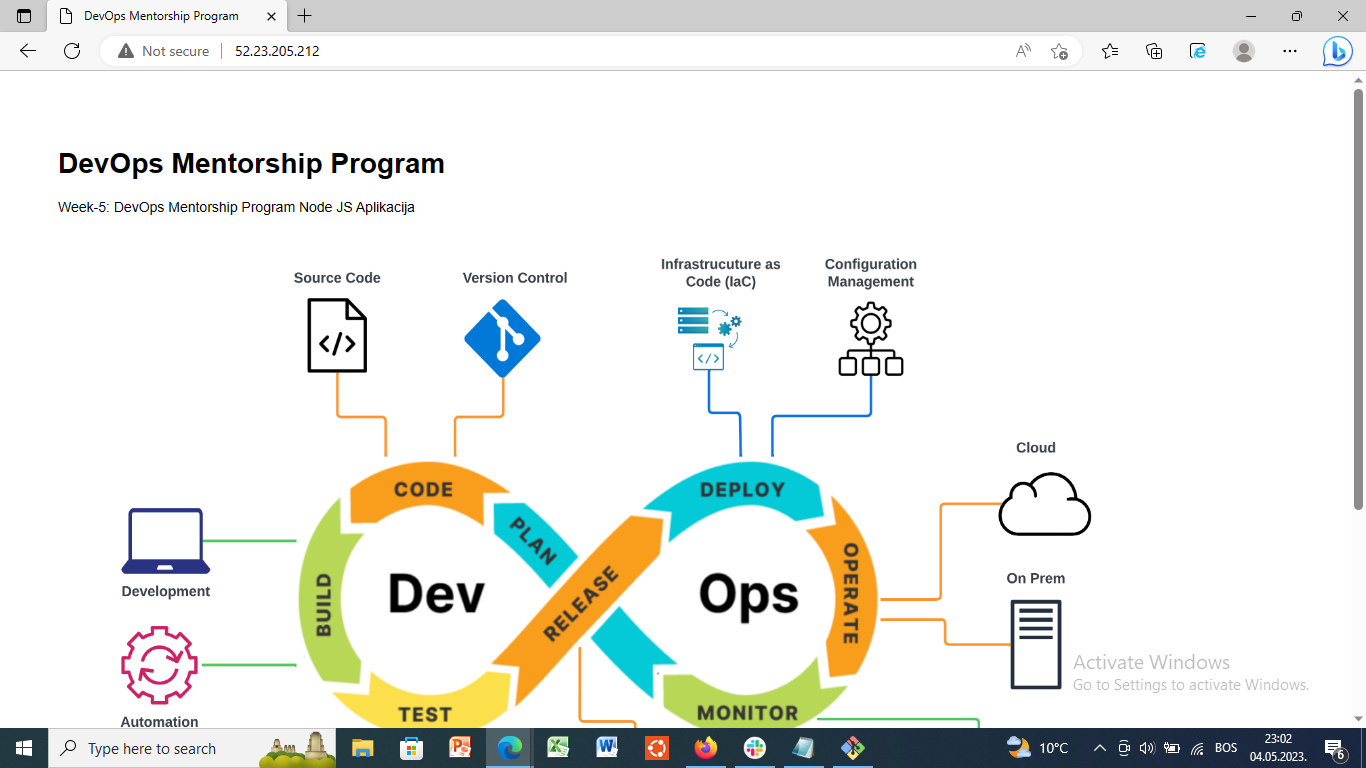 DevOps Mentorship Program
Not secure
52.23.205.212
DevOps Mentorship Program
Week-5: DevOps Mentorship Program Node JS Aplikacija
Source Code
Version Control
Infrastrucuture as
Code (IaC)
Configuration
Management
Cloud
CODE
DEPLOY
PLAN
Development
BUILD
Dev
RELEASE
Ops
OPERATE
On Prem
Automation
TEST
MONITOR
Activate Windows
Go to Settings to activate Windows.
Type here to search
10°C
BOS
23:02
04.05.2023.
6